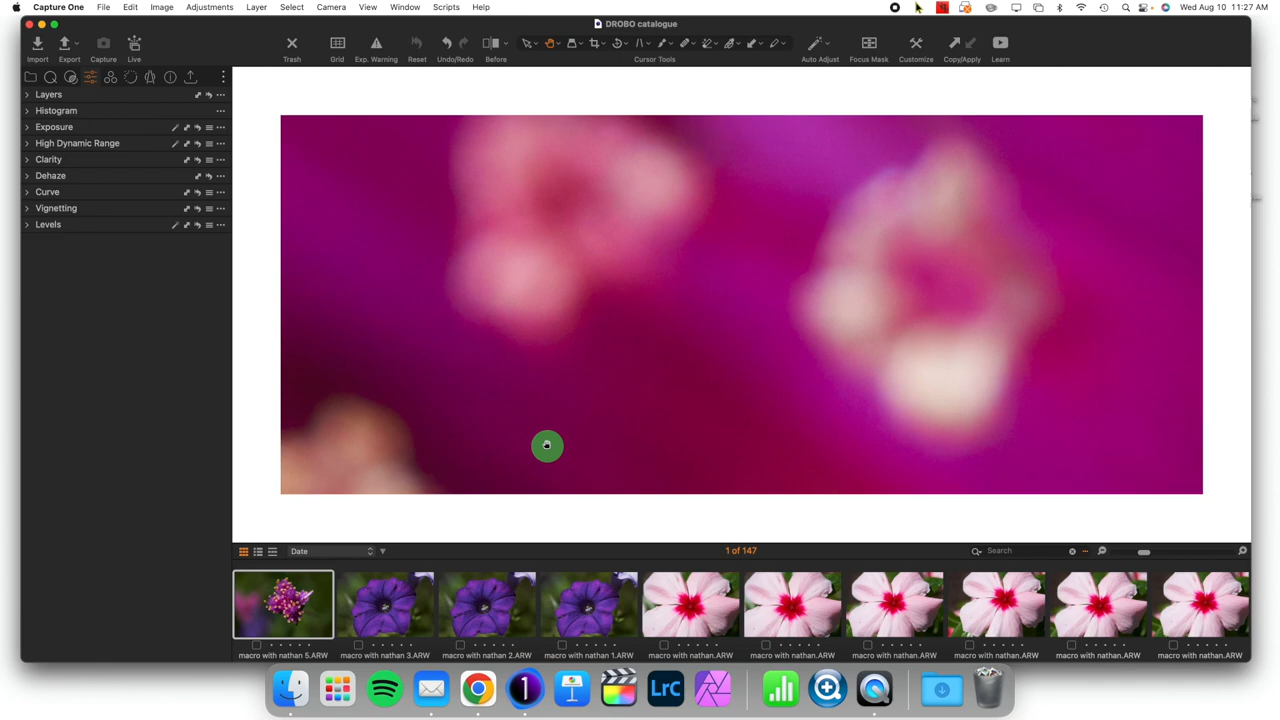 Capture One File Edit Image Adjustments Layer Select Camera View Window Scripts Help Wed Aug 10 11:27 AM
DROBO catalogue
Import Export Capture Live Trash Grid Exp. Warning Reset Undo/Redo Before Cursor Tools Auto Adjust Focus Mask Customize Copy/Apply Learn
Layers
Histogram
Exposure
High Dynamic Range
Clarity
Dehaze
Curve
Vignetting
Levels
Date 1 of 147 Search
macro with nathan 5.ARW macro with nathan 3.ARW macro with nathan 2.ARW macro with nathan 1.ARW macro with nathan.ARW macro with nathan.ARW macro with nathan.ARW macro with nathan.ARW macro with nathan.ARW macro with nathan.ARW
1 LrC